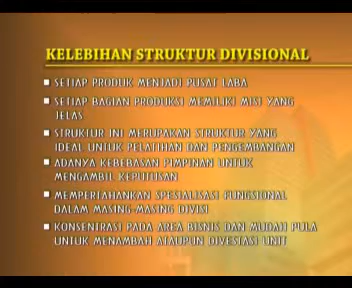 KELEBIHAN STRUKTUR DIVISIONAL
SETIAP PRODUK MENJADI PUSAT LABA
SETIAP BAGIAN PRODUKSI MEMILIKI MISI YANG
JELAS
STRUKTUR INI MERUPAKAN STRUKTUR YANG
IDEAL UNTUK PELATIHAN DAN PENGEMBANGAN
ADANYA KEBEBASAN PIMPINAN UNTUK
MENGAMBIL KEPUTUSAN
MEMPERTAHANKAN SPESIALISASI FUNGSIONAL
DALAM MASING-MASING DIVISI
KONSENTRASI PADA AREA BISNIS DAN MUDAH PULA
UNTUK MENAMBAH ATAUPUN DIVESTASI UNIT